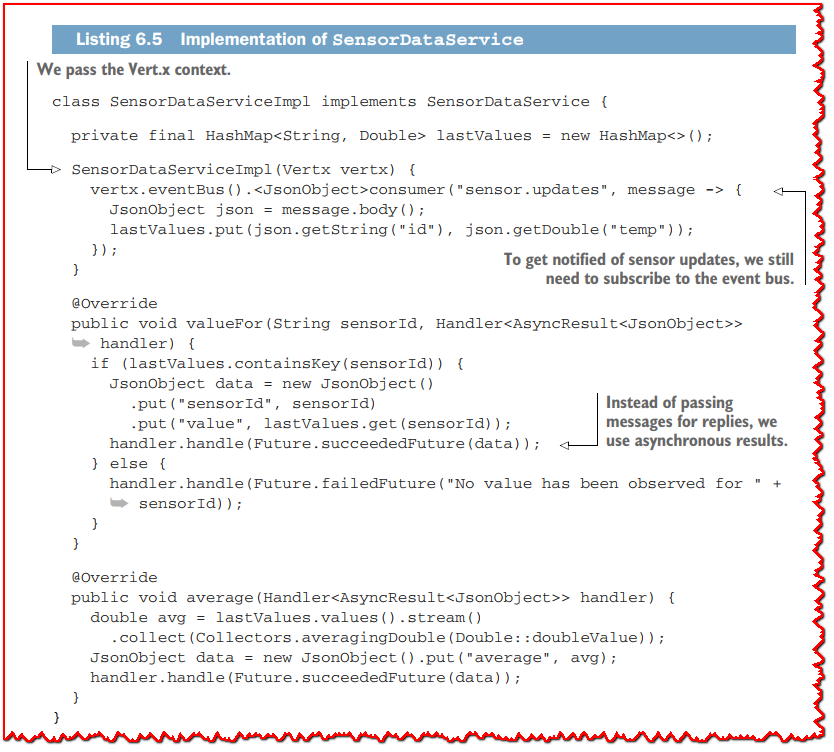 Listing 6.5 Implementation of SensorDataService
We pass the Vert.x context.
class SensorDataServiceImpl implements SensorDataService {
private final HashMap<String, Double> lastValues = new HashMap<>();
SensorDataServiceImpl(Vertx vertx) {
vertx.eventBus().<JsonObject>consumer("sensor.updates", message -> {
JsonObject json = message.body();
lastValues.put(json.getString("id"), json.getDouble("temp"));
});
}
To get notified of sensor updates, we still
need to subscribe to the event bus.
@Override
public void valueFor(String sensorId, Handler<AsyncResult<JsonObject>>
handler) {
if (lastValues.containsKey(sensorId)) {
JsonObject data = new JsonObject()
.put("sensorId", sensorId)
.put("value", lastValues.get(sensorId));
handler.handle(Future.succeededFuture(data));
Instead of passing
messages for replies, we
use asynchronous results.
} else {
handler.handle(Future.failedFuture("No value has been observed for " +
sensorId));
}
}
@Override
public void average(Handler<AsyncResult<JsonObject>> handler) {
double avg = lastValues.values().stream()
.collect(Collectors.averagingDouble(Double::doubleValue));
JsonObject data = new JsonObject().put("average", avg);
handler.handle(Future.succeededFuture(data));
}
}